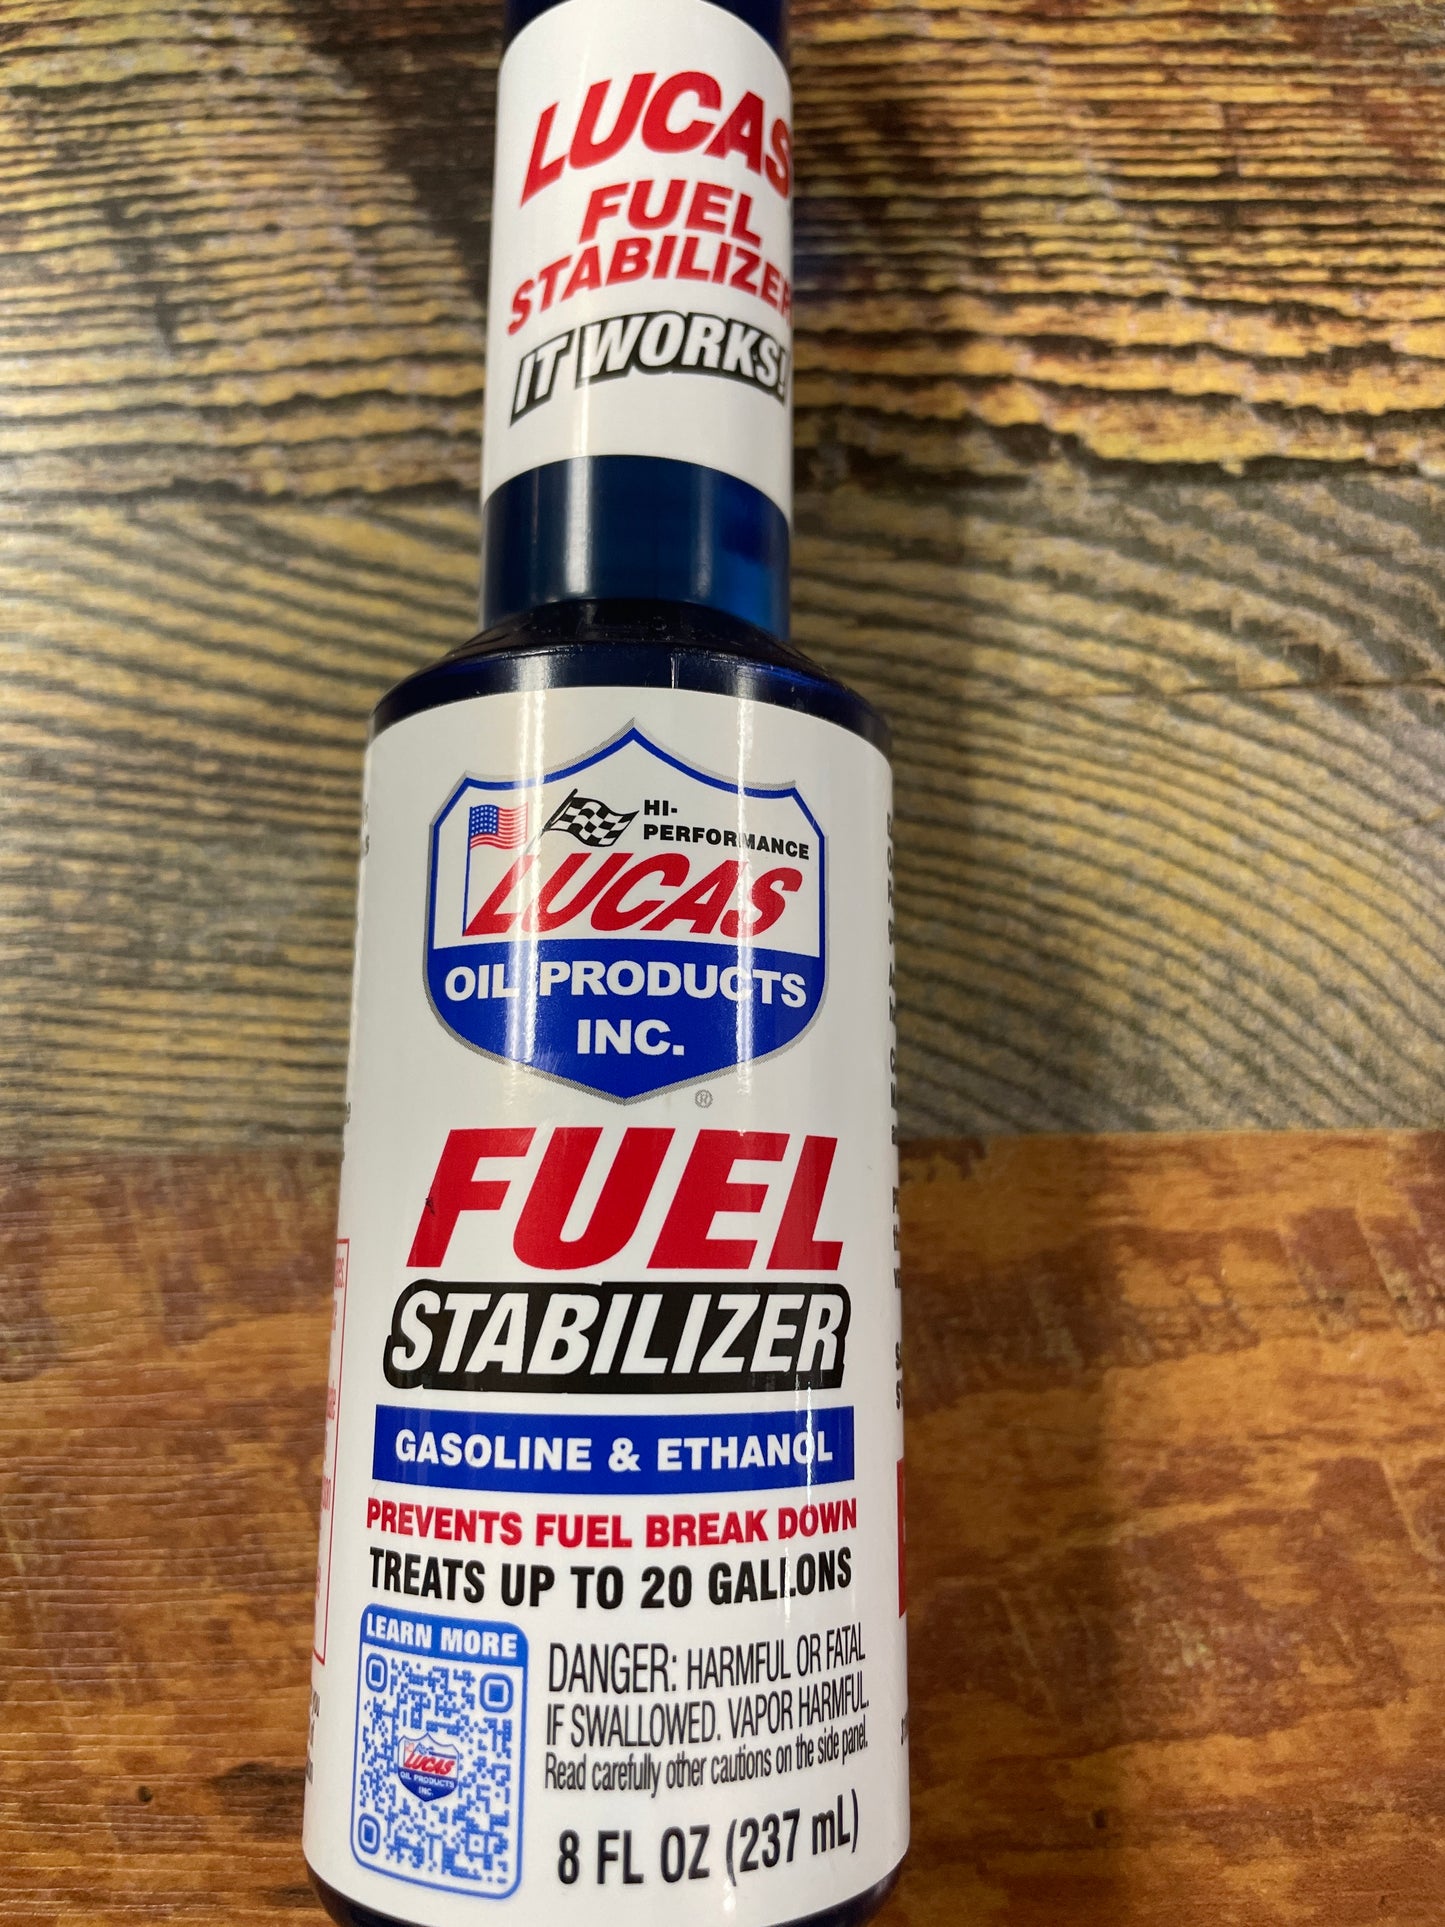 LUCAS
FUEL
STABILIZER
IT WORKS!
HI-
PERFORMANCE
LUCAS
OIL PRODUCTS
INC.
®
FUEL
STABILIZER
GASOLINE & ETHANOL
PREVENTS FUEL BREAK DOWN
TREATS UP TO 20 GALLONS
LEARN MORE
LUCAS
OIL PRODUCTS
INC.
DANGER: HARMFUL OR FATAL
IF SWALLOWED. VAPOR HARMFUL.
Read carefully other cautions on the side panel.
8 FL OZ (237 mL)